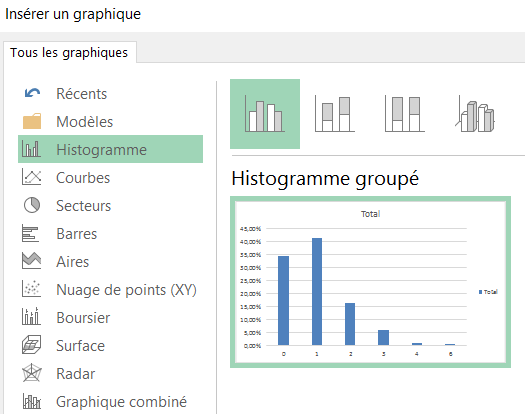 Insérer un graphique
Tous les graphiques
Récents
Modèles
Histogramme
Courbes
Secteurs
Barres
Aires
Nuage de points (XY)
Boursier
Surface
Radar
Graphique combiné
Histogramme groupé
Total
45,00%
40,00%
35,00%
30,00%
25,00%
20,00%
15,00%
10,00%
5,00%
0,00%
0 1 2 3 4 6
Total